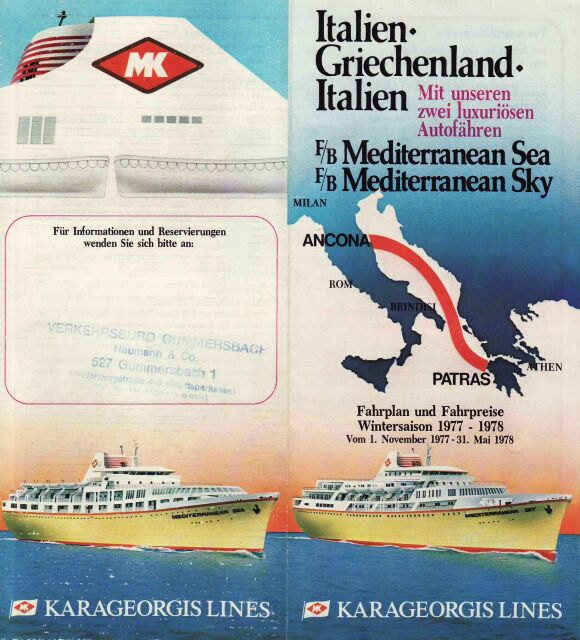 MK
Für Informationen und Reservierungen
wenden Sie sich bitte an:
VERKEHRSBÜRO GUMMERSBACH
Naumann & Co.
527 Gummersbach 1
MEDITERRANEAN SEA
MK KARAGEORGIS LINES
Italien·
Griechenland·
Italien
Mit unseren
zwei luxuriösen
Autofähren
F/B Mediterranean Sea
F/B Mediterranean Sky
MILAN
ANCONA
ROM
BRINDISI
ATHEN
PATRAS
Fahrplan und Fahrpreise
Wintersaison 1977 - 1978
Vom 1. November 1977 - 31. Mai 1978
MEDITERRANEAN SKY
MK KARAGEORGIS LINES